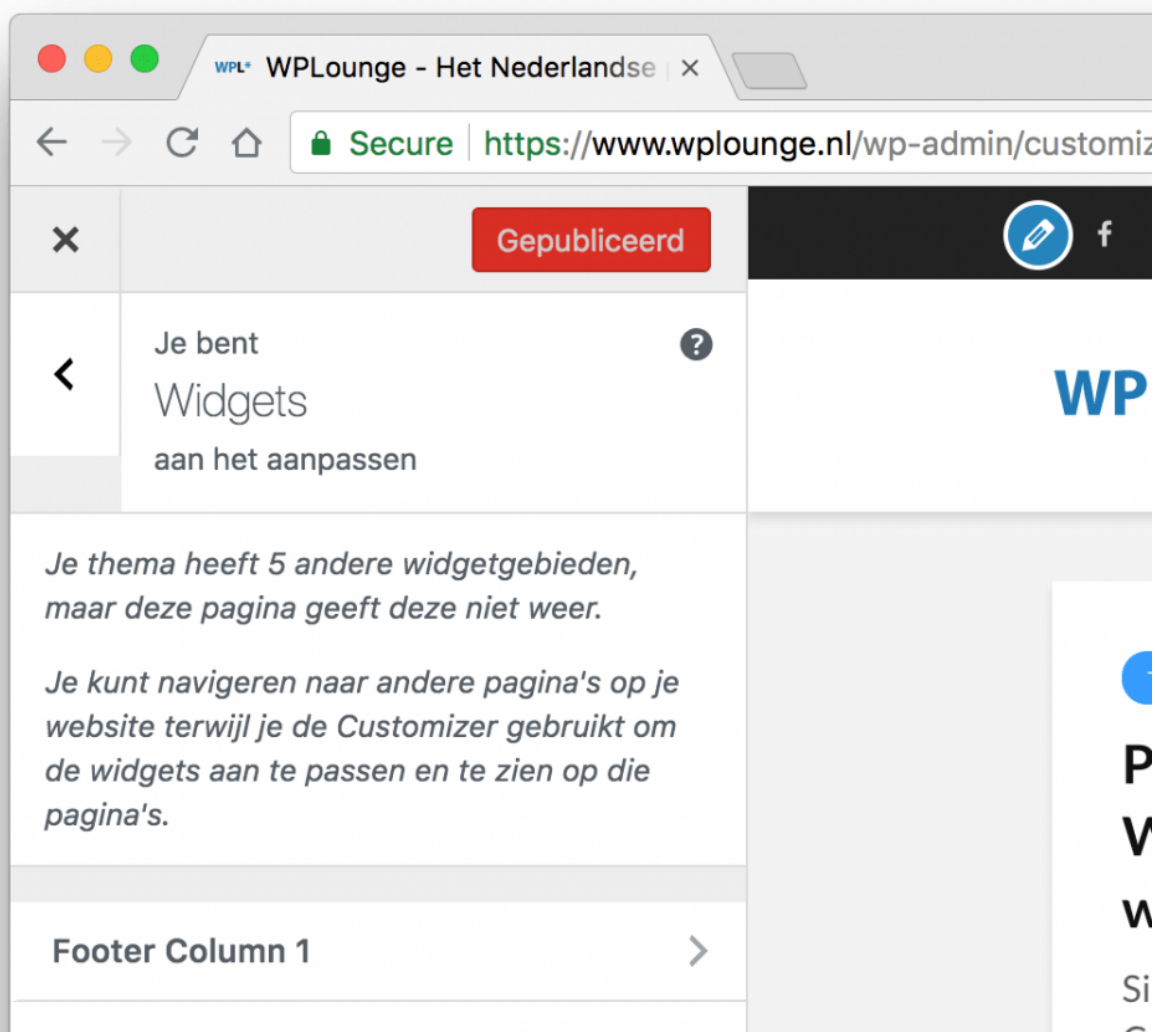 WPL* WPLounge - Het Nederlandse
Secure https://www.wplounge.nl/wp-admin/customiz
Gepubliceerd
f
Je bent
?
Widgets
aan het aanpassen
WP
Je thema heeft 5 andere widgetgebieden,
maar deze pagina geeft deze niet weer.
Je kunt navigeren naar andere pagina's op je
website terwijl je de Customizer gebruikt om
de widgets aan te passen en te zien op die
pagina's.
Footer Column 1
P
W
w
Si